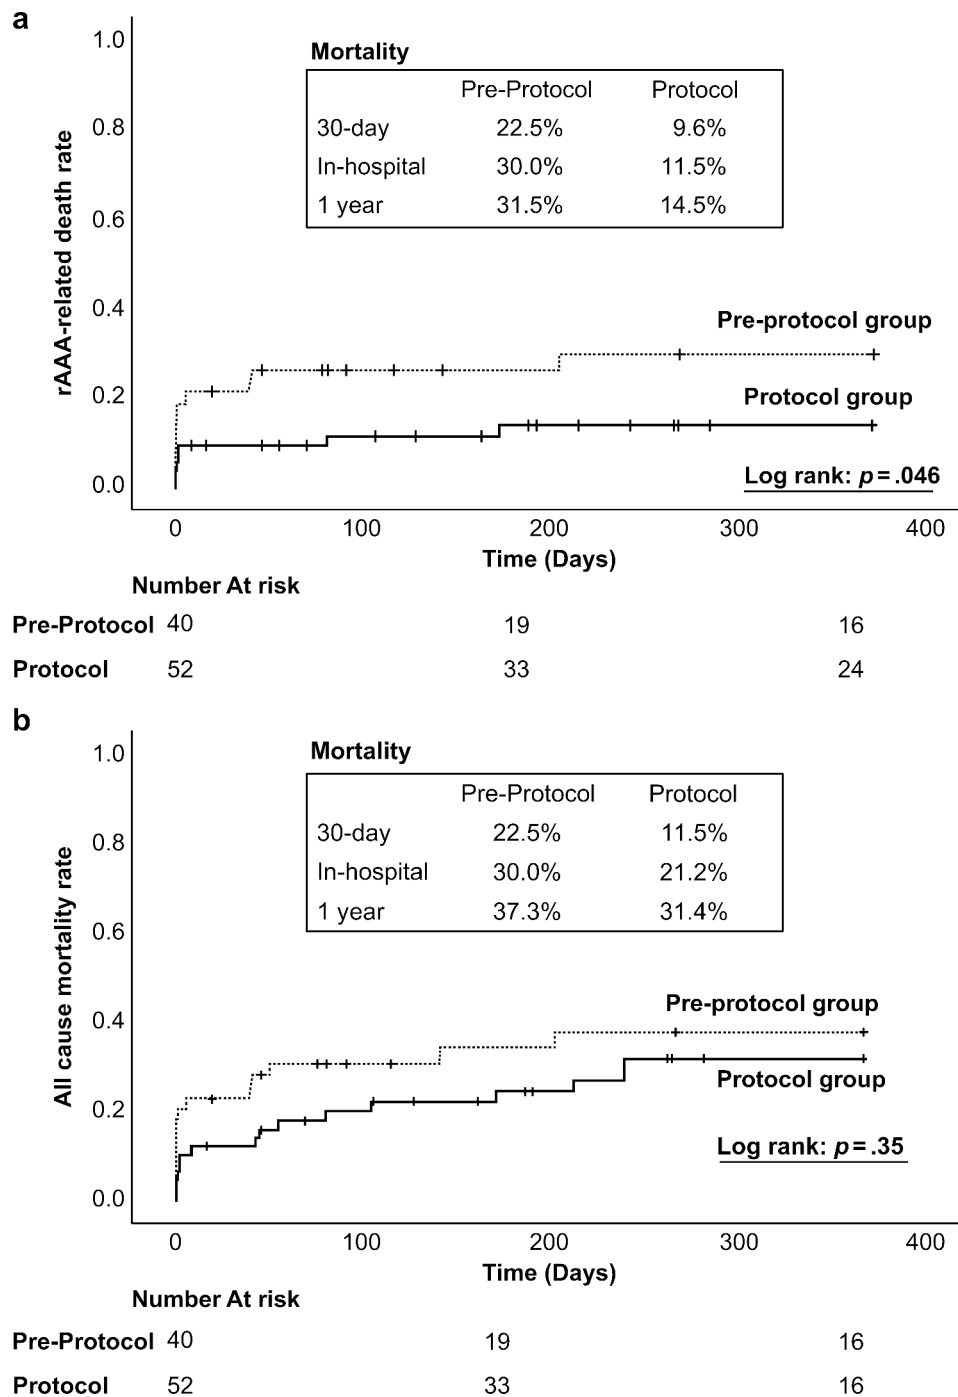 a
Mortality
Pre-Protocol Protocol
30-day 22.5% 9.6%
In-hospital 30.0% 11.5%
1 year 31.5% 14.5%
rAAA-related death rate
1.0
0.8
0.6
0.4
0.2
0.0
Pre-protocol group
Protocol group
Log rank: p = .046
0 100 200 300 400
Time (Days)
Number At risk
Pre-Protocol 40 19 16
Protocol 52 33 24
b
Mortality
Pre-Protocol Protocol
30-day 22.5% 11.5%
In-hospital 30.0% 21.2%
1 year 37.3% 31.4%
All cause mortality rate
1.0
0.8
0.6
0.4
0.2
0.0
Pre-protocol group
Protocol group
Log rank: p = .35
0 100 200 300 400
Time (Days)
Number At risk
Pre-Protocol 40 19 16
Protocol 52 33 16